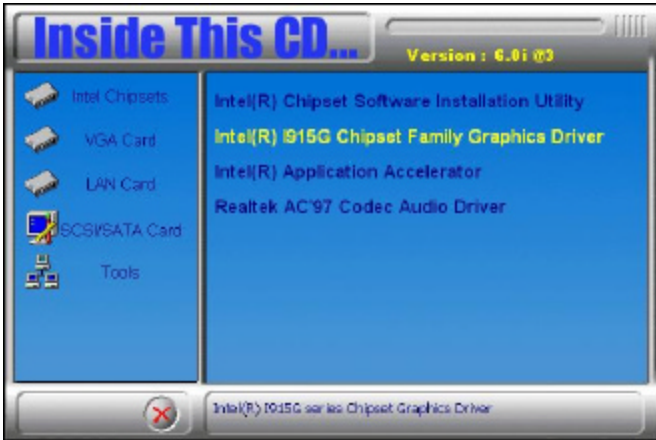 Inside This CD...
Version : 6.0i @3
Intel Chipsets
VGA Card
LAN Card
SCSI/SATA Card
Tools
Intel(R) Chipset Software Installation Utility
Intel(R) I915G Chipset Family Graphics Driver
Intel(R) Application Accelerator
Realtek AC'97 Codec Audio Driver
Intel(R) I915G series Chipset Graphics Driver